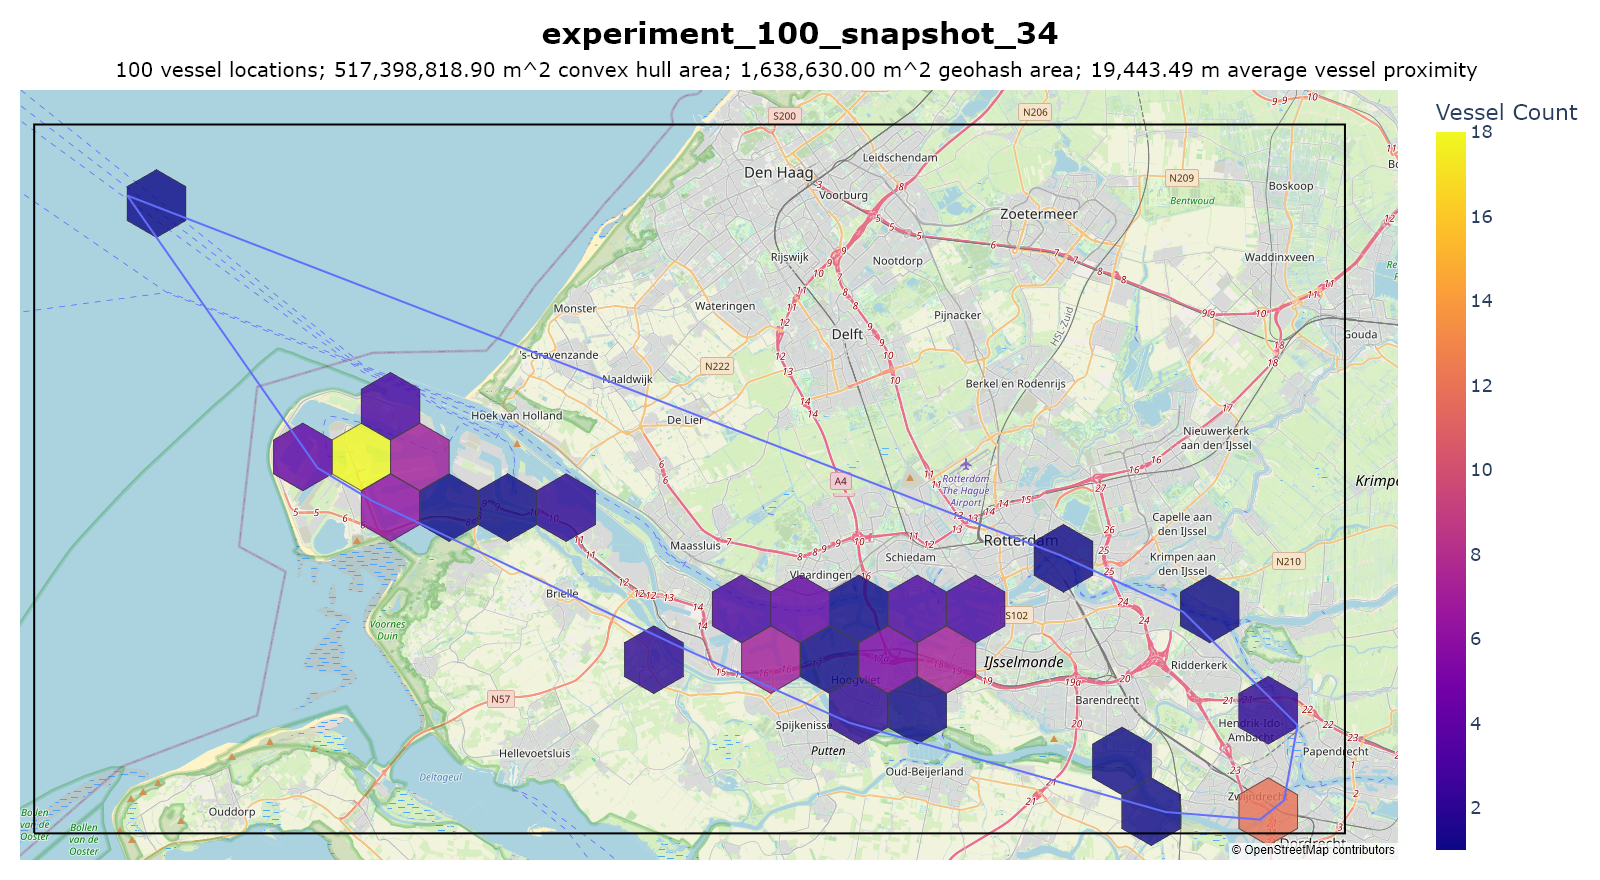 experiment_100_snapshot_34
100 vessel locations; 517,398,818.90 m^2 convex hull area; 1,638,630.00 m^2 geohash area; 19,443.49 m average vessel proximity
Vessel Count
18
16
14
12
10
8
6
4
2
S200
N206
Leidschendam
Den Haag
Voorburg
N209
Boskoop
Bentwoud
Zoetermeer
Rijswijk
Nootdorp
Waddinxveen
Monster
Wateringen
Pijnacker
HSL-Zuid
Delft
Gouda
's-Gravenzande
N222
Naaldwijk
Berkel en Rodenrijs
Hoek van Holland
De Lier
Nieuwerkerk
aan den IJssel
A4
Rotterdam
The Hague
Airport
Capelle aan
den IJssel
Maassluis
Rotterdam
Schiedam
Krimpen aan
den IJssel
N210
Vlaardingen
Brielle
S102
Voornes
Duin
IJsselmonde
Ridderkerk
Hoogvliet
N57
Barendrecht
Spijkenisse
Hendrik-Ido-
Ambacht
Putten
Papendrecht
Hellevoetsluis
Oud-Beijerland
Deltageul
Zwijndrecht
Ouddorp
Bollen
van de
Ooster
Bollen
van de
Ooster
Dordrecht
© OpenStreetMap contributors